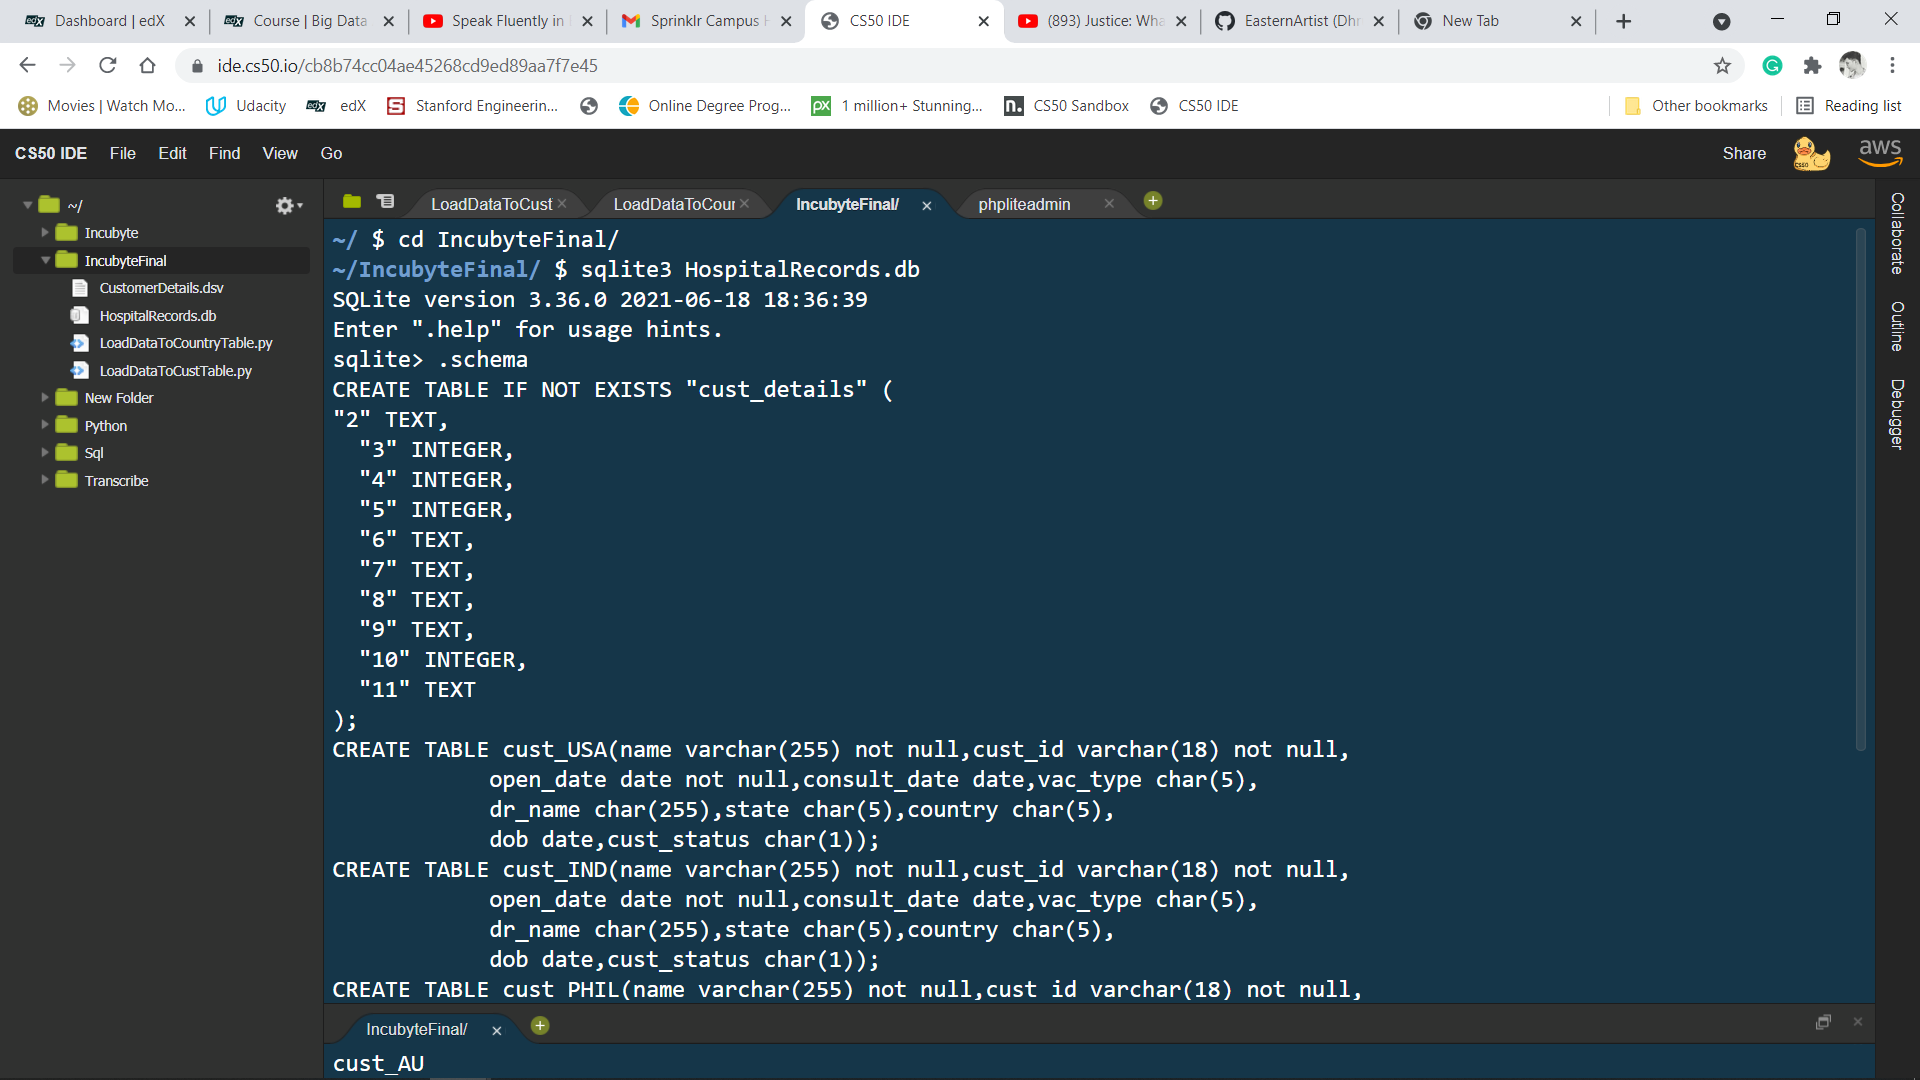 Dashboard | edX
Course | Big Data
Speak Fluently in
Sprinklr Campus
CS50 IDE
(893) Justice: Wha
EasternArtist (Dhr
New Tab
ide.cs50.io/cb8b74cc04ae45268cd9ed89aa7f7e45
Movies | Watch Mo...
Udacity
edX
Stanford Engineerin...
Online Degree Prog...
1 million+ Stunning...
CS50 Sandbox
CS50 IDE
Other bookmarks
Reading list
CS50 IDE File Edit Find View Go
Share
aws
~/
Incubyte
IncubyteFinal
CustomerDetails.dsv
HospitalRecords.db
LoadDataToCountryTable.py
LoadDataToCustTable.py
New Folder
Python
Sql
Transcribe
LoadDataToCust
LoadDataToCour
IncubyteFinal/
phpliteadmin
~/ $ cd IncubyteFinal/
~/IncubyteFinal/ $ sqlite3 HospitalRecords.db
SQLite version 3.36.0 2021-06-18 18:36:39
Enter ".help" for usage hints.
sqlite> .schema
CREATE TABLE IF NOT EXISTS "cust_details" (
"2" TEXT,
"3" INTEGER,
"4" INTEGER,
"5" INTEGER,
"6" TEXT,
"7" TEXT,
"8" TEXT,
"9" TEXT,
"10" INTEGER,
"11" TEXT
);
CREATE TABLE cust_USA(name varchar(255) not null,cust_id varchar(18) not null,
open_date date not null,consult_date date,vac_type char(5),
dr_name char(255),state char(5),country char(5),
dob date,cust_status char(1));
CREATE TABLE cust_IND(name varchar(255) not null,cust_id varchar(18) not null,
open_date date not null,consult_date date,vac_type char(5),
dr_name char(255),state char(5),country char(5),
dob date,cust_status char(1));
CREATE TABLE cust_PHIL(name varchar(255) not null,cust_id varchar(18) not null,
IncubyteFinal/
cust_AU
Collaborate
Outline
Debugger